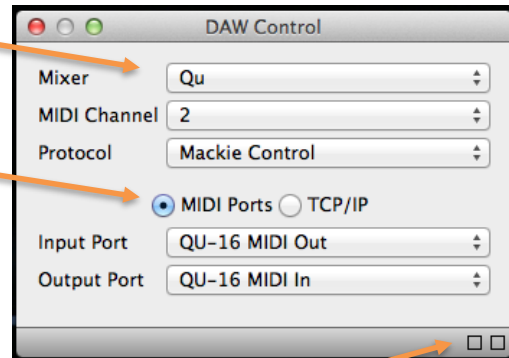 DAW Control
Mixer Qu
MIDI Channel 2
Protocol Mackie Control
MIDI Ports TCP/IP
Input Port QU-16 MIDI Out
Output Port QU-16 MIDI In